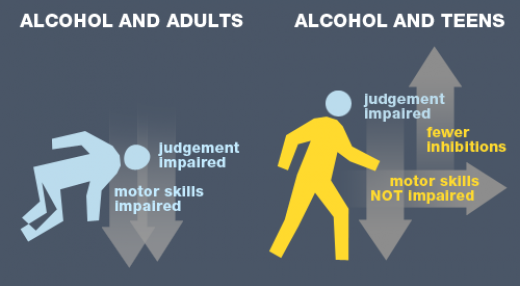 ALCOHOL AND ADULTS
judgement
impaired
motor skills
impaired
ALCOHOL AND TEENS
judgement
impaired
fewer
inhibitions
motor skills
NOT impaired